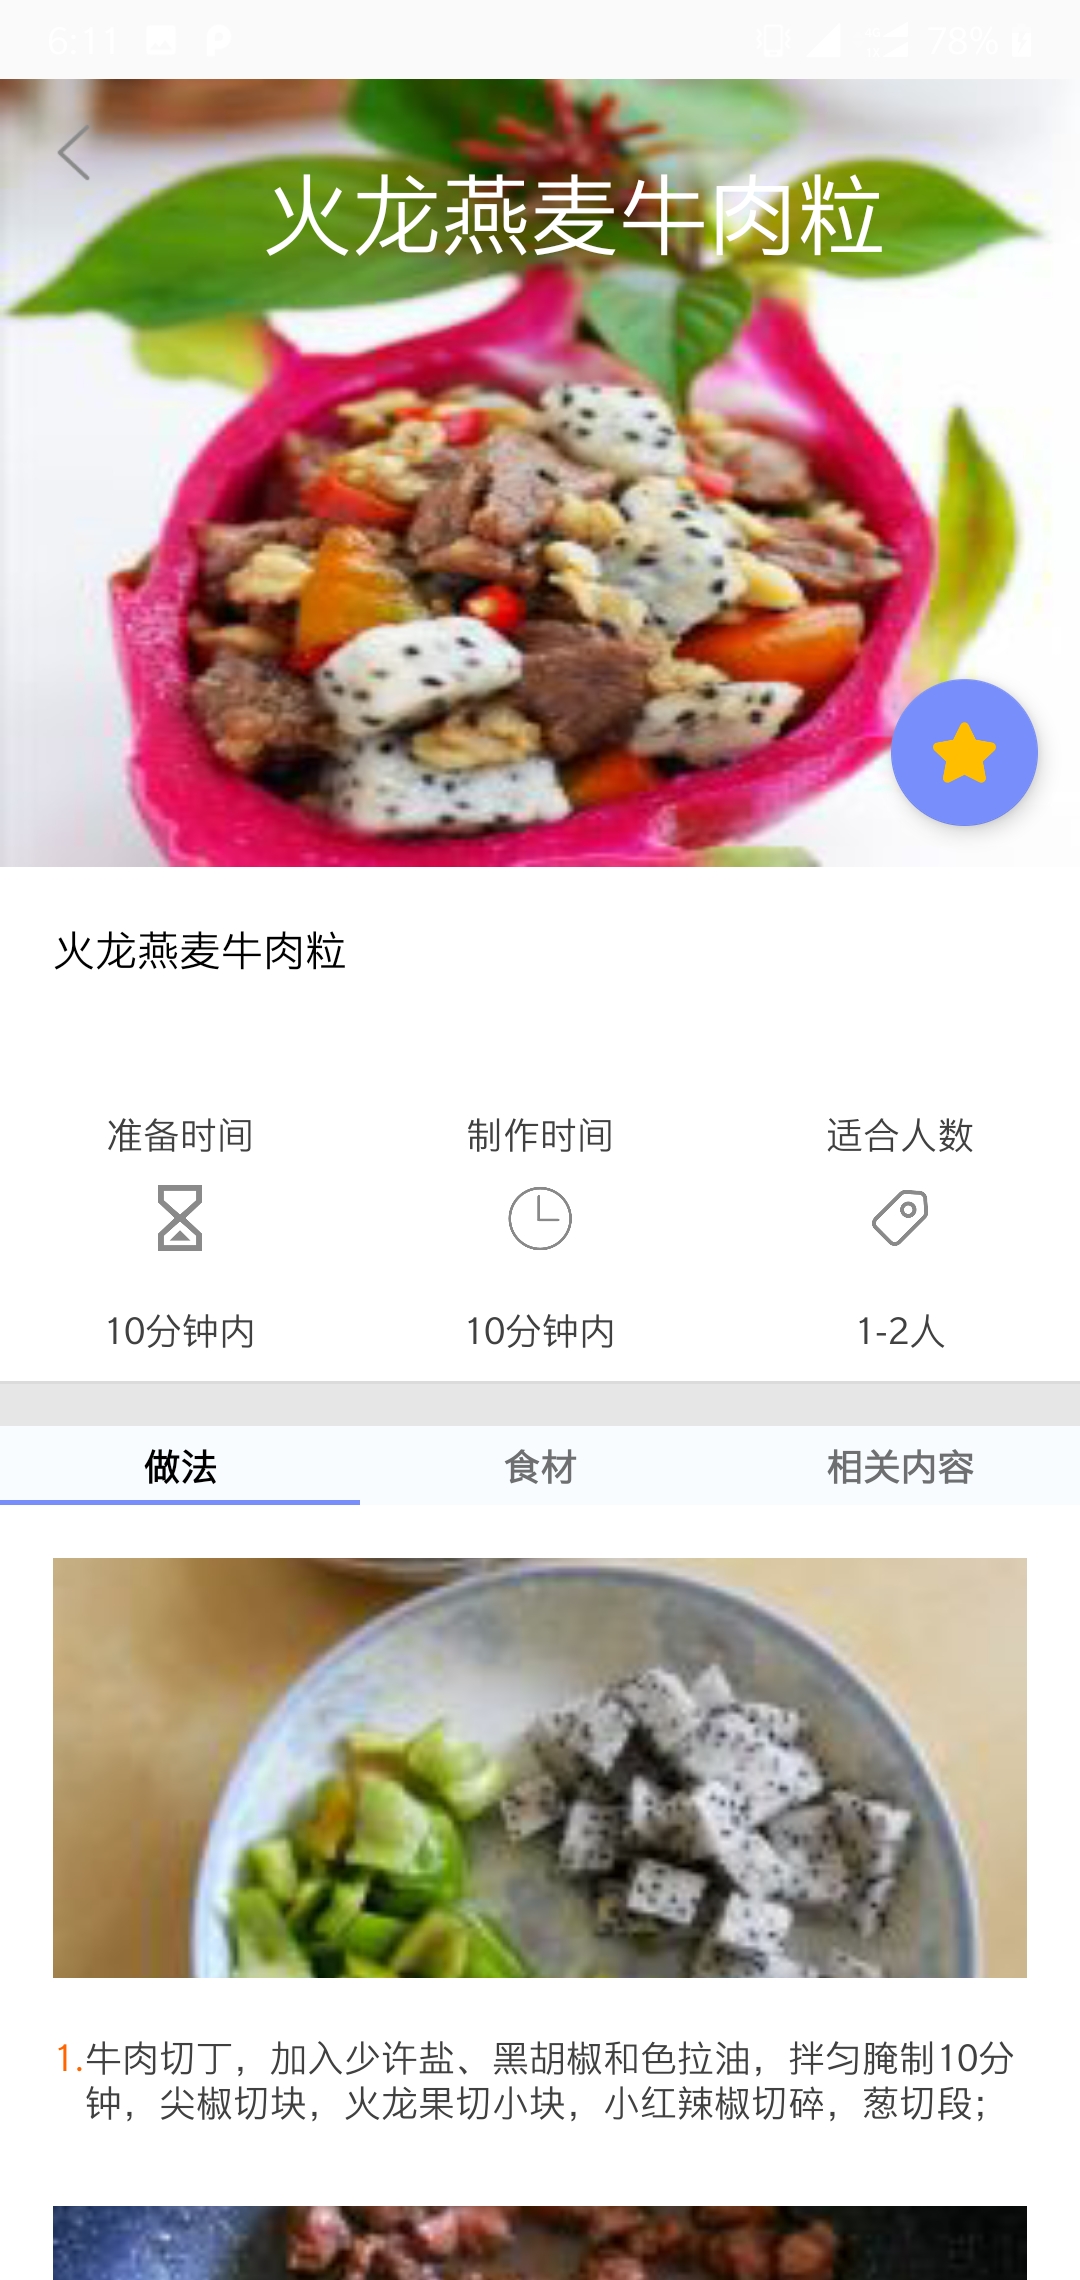 6:11
78%
火龙燕麦牛肉粒
火龙燕麦牛肉粒
准备时间
制作时间
适合人数
10分钟内
10分钟内
1-2人
做法
食材
相关内容
1.牛肉切丁，加入少许盐、黑胡椒和色拉油，拌匀腌制10分
钟，尖椒切块，火龙果切小块，小红辣椒切碎，葱切段；